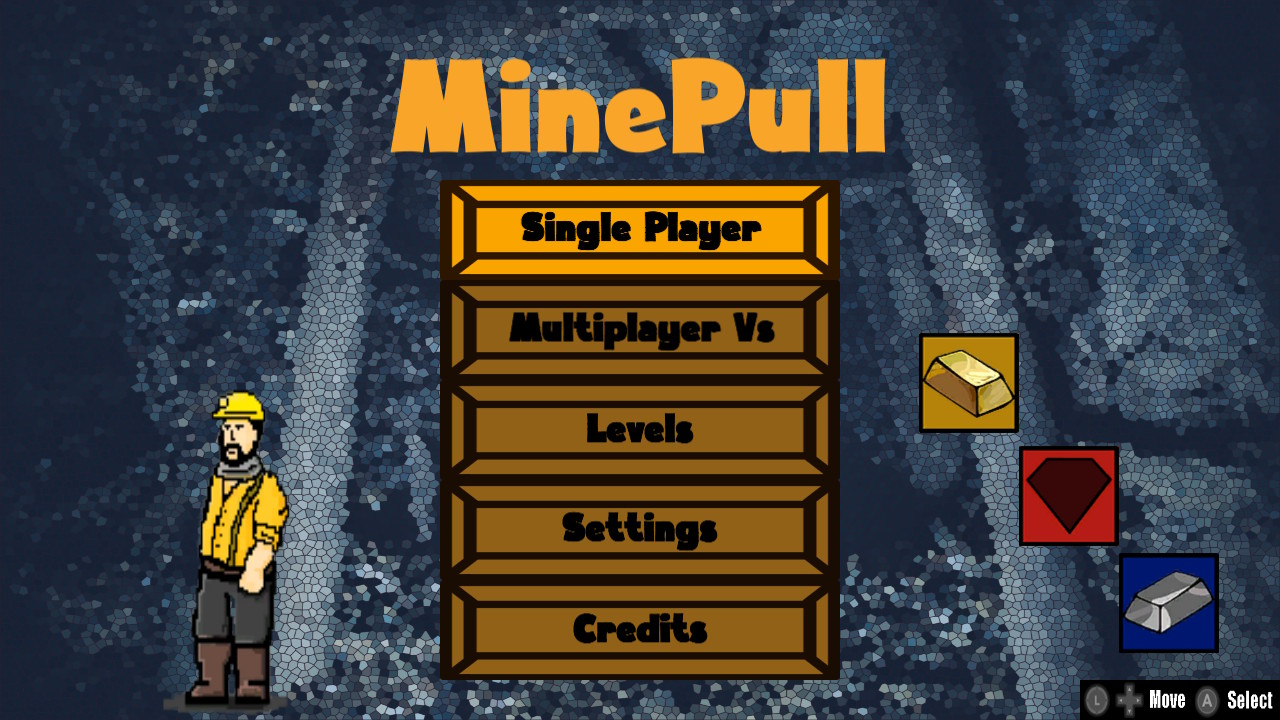 MinePull
Single Player
Multiplayer Vs
Levels
Settings
Credits
L Move A Select